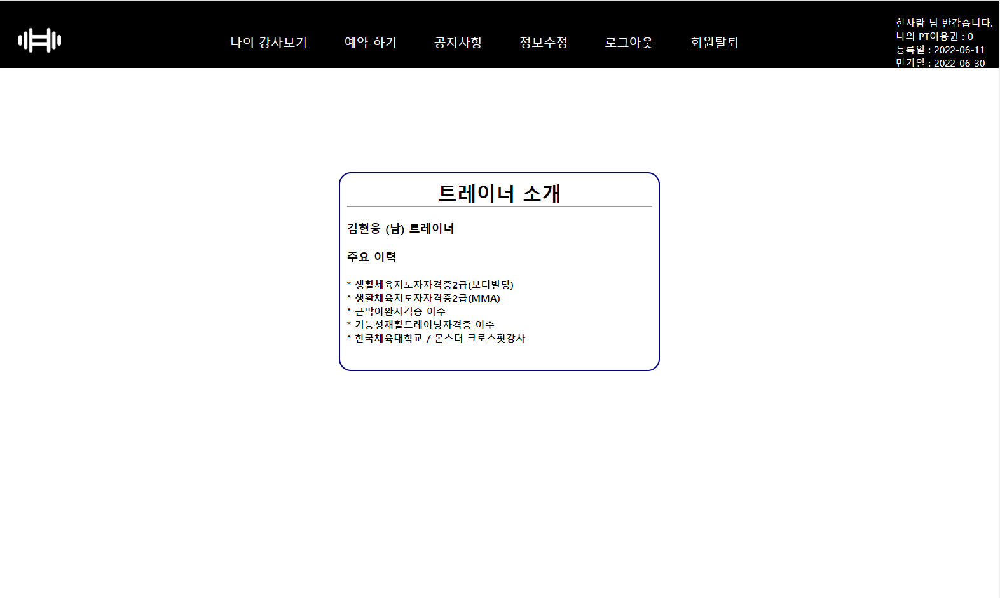 나의 강사보기 예약 하기 공지사항 정보수정 로그아웃 회원탈퇴
한사람 님 반갑습니다.
나의 PT이용권 : 0
등록일 : 2022-06-11
만기일 : 2022-06-30
트레이너 소개
김현웅 (남) 트레이너
주요 이력
* 생활체육지도자자격증2급(보디빌딩)
* 생활체육지도자자격증2급(MMA)
* 근막이완자격증 이수
* 기능성재활트레이닝자격증 이수
* 한국체육대학교 / 몬스터 크로스핏강사